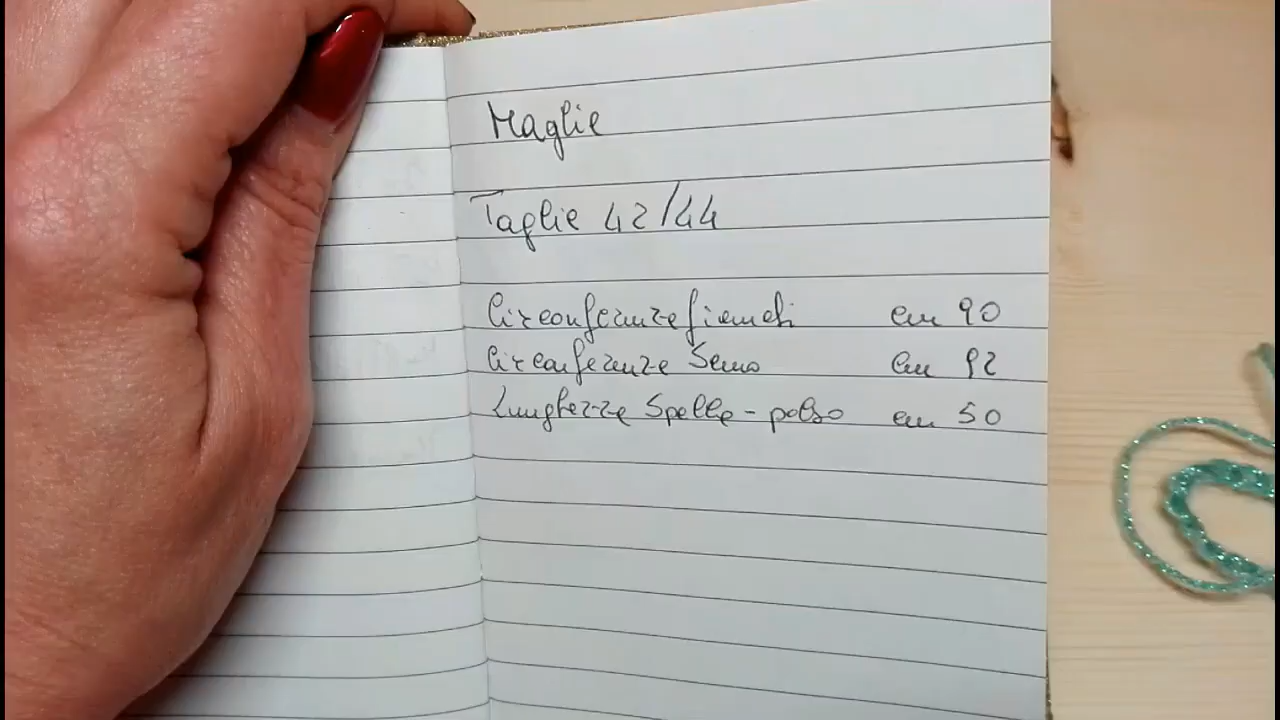 Maglie
Taglie 42/44
Circonferenza fianchi cm 90
Circonferenza Seno cm 92
Lunghezza Spalla-polso cm 50